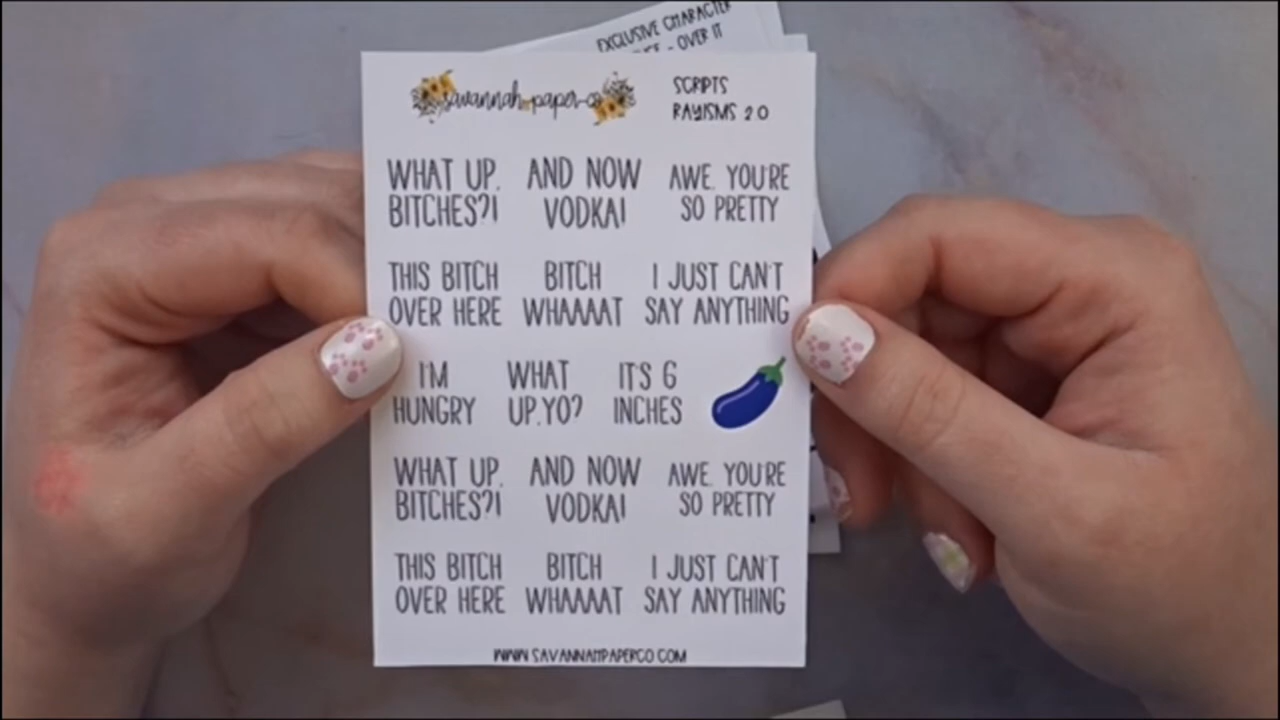 EXCLUSIVE CHARACTER
- OVER IT
savannah paper co
SCRIPTS
RAYISMS 2.0
WHAT UP, AND NOW AWE, YOU'RE
BITCHES?! VODKA! SO PRETTY
THIS BITCH BITCH I JUST CAN'T
OVER HERE WHAAAAT SAY ANYTHING
I'M WHAT IT'S 6
HUNGRY UP, YO? INCHES
WHAT UP, AND NOW AWE, YOU'RE
BITCHES?! VODKA! SO PRETTY
THIS BITCH BITCH I JUST CAN'T
OVER HERE WHAAAAT SAY ANYTHING
WWW.SAVANNAHPAPERCO.COM